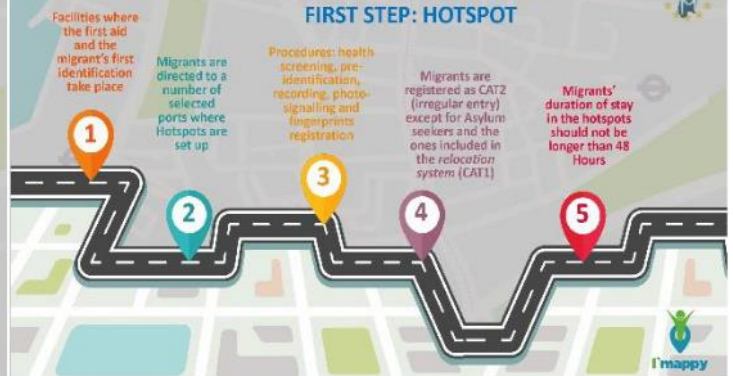 FIRST STEP: HOTSPOT
Facilities where
the first aid
and the
migrant's first
identification
take place
1
Migrants are
directed to a
number of
selected
ports where
Hotspots are
set up
2
Procedures: health
screening, pre-
identification,
recording, photo-
signalling and
fingerprints
registration
3
Migrants are
registered as CAT2
(irregular entry)
except for Asylum
seekers and the
ones included in
the relocation
system (CAT1)
4
Migrants'
duration of stay
in the hotspots
should not be
longer than 48
Hours
5
I'mappy